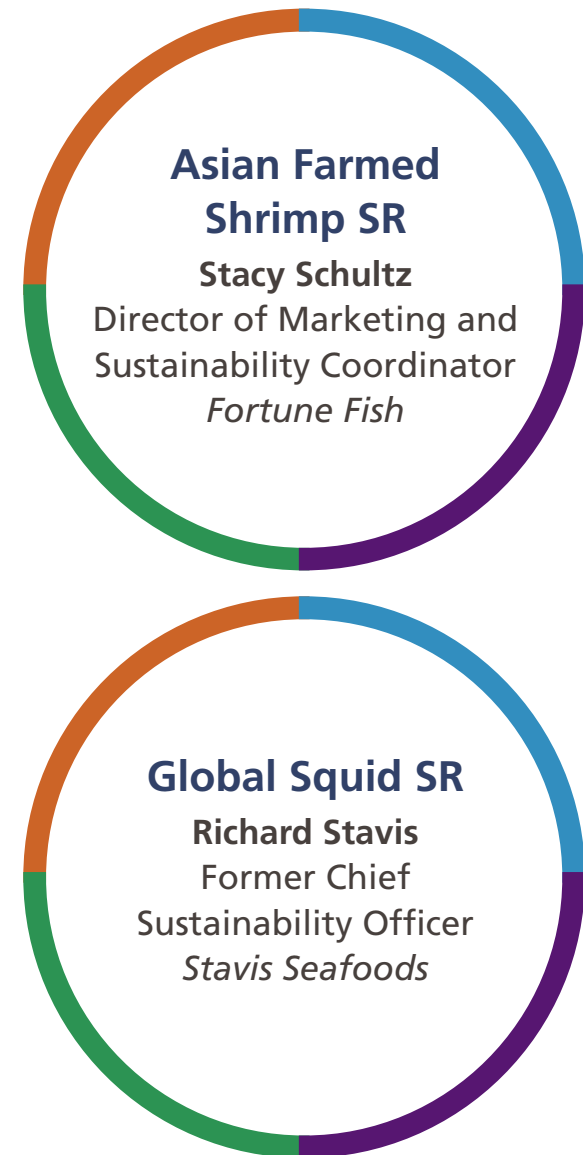 Asian Farmed
Shrimp SR
Stacy Schultz
Director of Marketing and
Sustainability Coordinator
Fortune Fish
Global Squid SR
Richard Stavis
Former Chief
Sustainability Officer
Stavis Seafoods